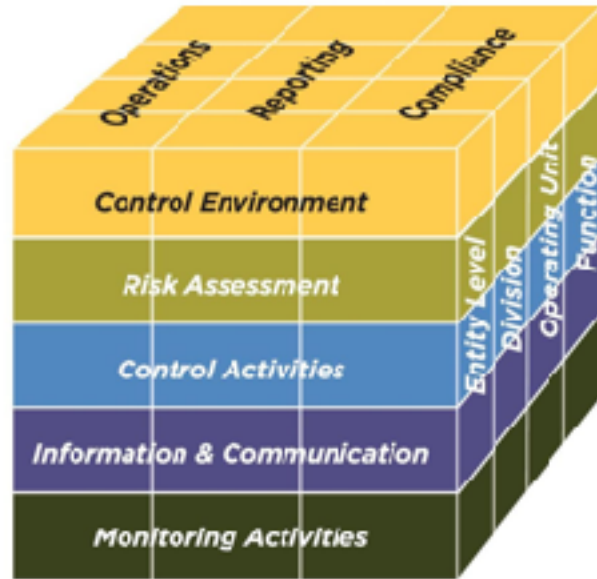 Operations
Reporting
Compliance
Control Environment
Risk Assessment
Control Activities
Information & Communication
Monitoring Activities
Entity Level
Division
Operating Unit
Function